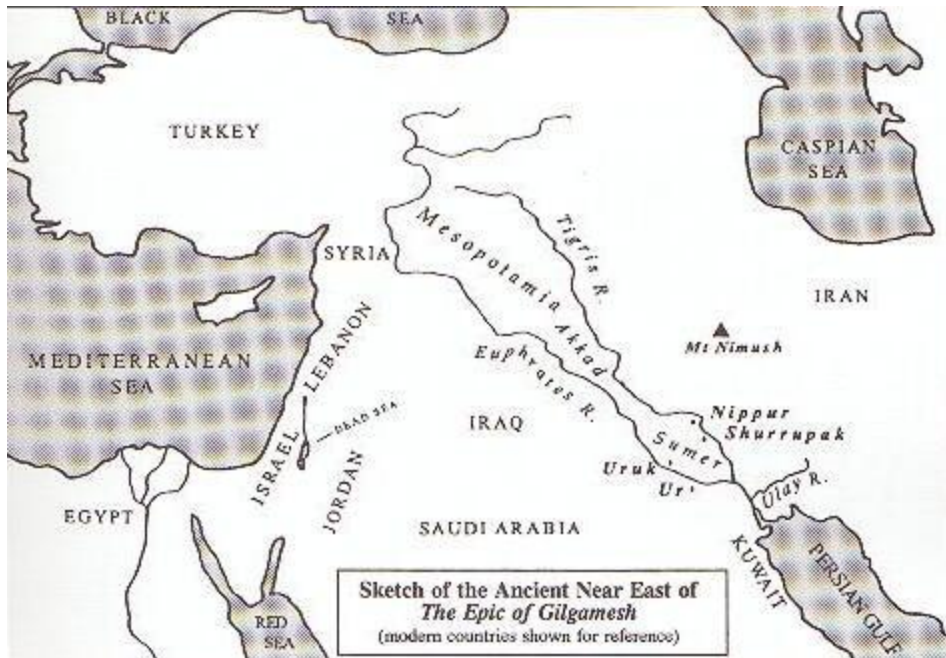 BLACK
SEA
TURKEY
CASPIAN
SEA
Mesopotamia
Tigris R.
SYRIA
IRAN
LEBANON
Akkad
Mt Nimush
MEDITERRANEAN
SEA
Euphrates R.
DEAD SEA
IRAQ
Nippur
Shurrupak
Sumer
ISRAEL
JORDAN
Uruk
Ur
Ulay R.
EGYPT
SAUDI ARABIA
KUWAIT
PERSIAN GULF
RED
SEA
Sketch of the Ancient Near East of
The Epic of Gilgamesh
(modern countries shown for reference)